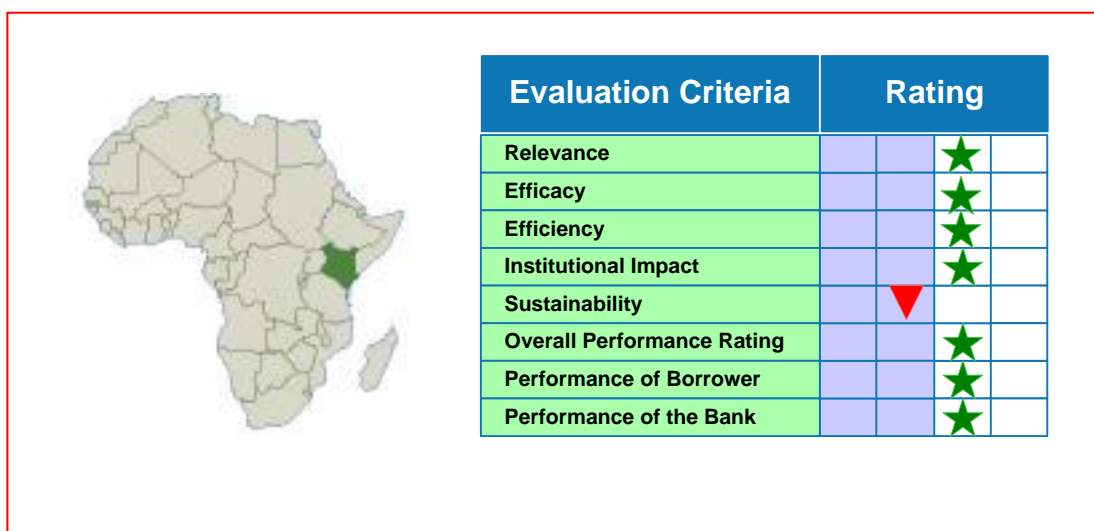 Evaluation Criteria Rating
Relevance
Efficacy
Efficiency
Institutional Impact
Sustainability
Overall Performance Rating
Performance of Borrower
Performance of the Bank